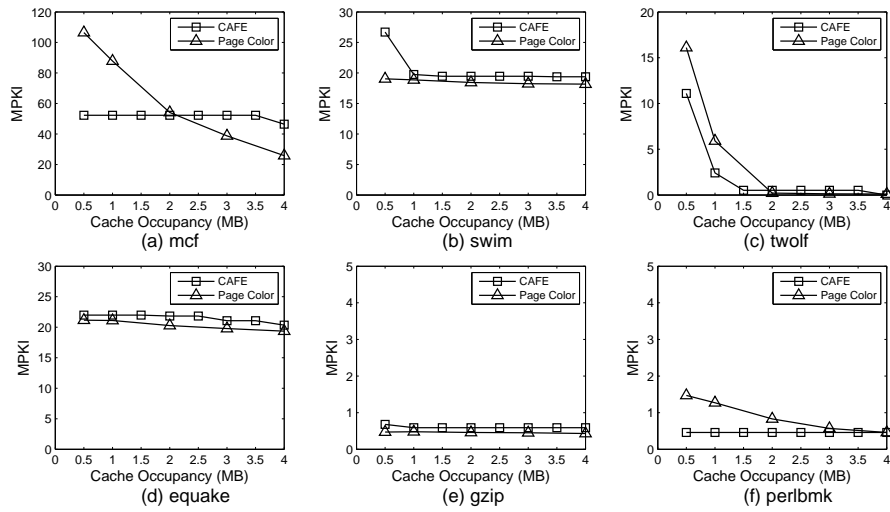 120
100
80
60
40
20
0
MPKI
0 0.5 1 1.5 2 2.5 3 3.5 4
Cache Occupancy (MB)
(a) mcf
CAFE
Page Color
30
25
20
15
10
5
0
MPKI
0 0.5 1 1.5 2 2.5 3 3.5 4
Cache Occupancy (MB)
(b) swim
CAFE
Page Color
20
15
10
5
0
MPKI
0 0.5 1 1.5 2 2.5 3 3.5 4
Cache Occupancy (MB)
(c) twolf
CAFE
Page Color
30
25
20
15
10
5
0
MPKI
0 0.5 1 1.5 2 2.5 3 3.5 4
Cache Occupancy (MB)
(d) equake
CAFE
Page Color
5
4
3
2
1
0
MPKI
0 0.5 1 1.5 2 2.5 3 3.5 4
Cache Occupancy (MB)
(e) gzip
CAFE
Page Color
5
4
3
2
1
0
MPKI
0 0.5 1 1.5 2 2.5 3 3.5 4
Cache Occupancy (MB)
(f) perlbmk
CAFE
Page Color